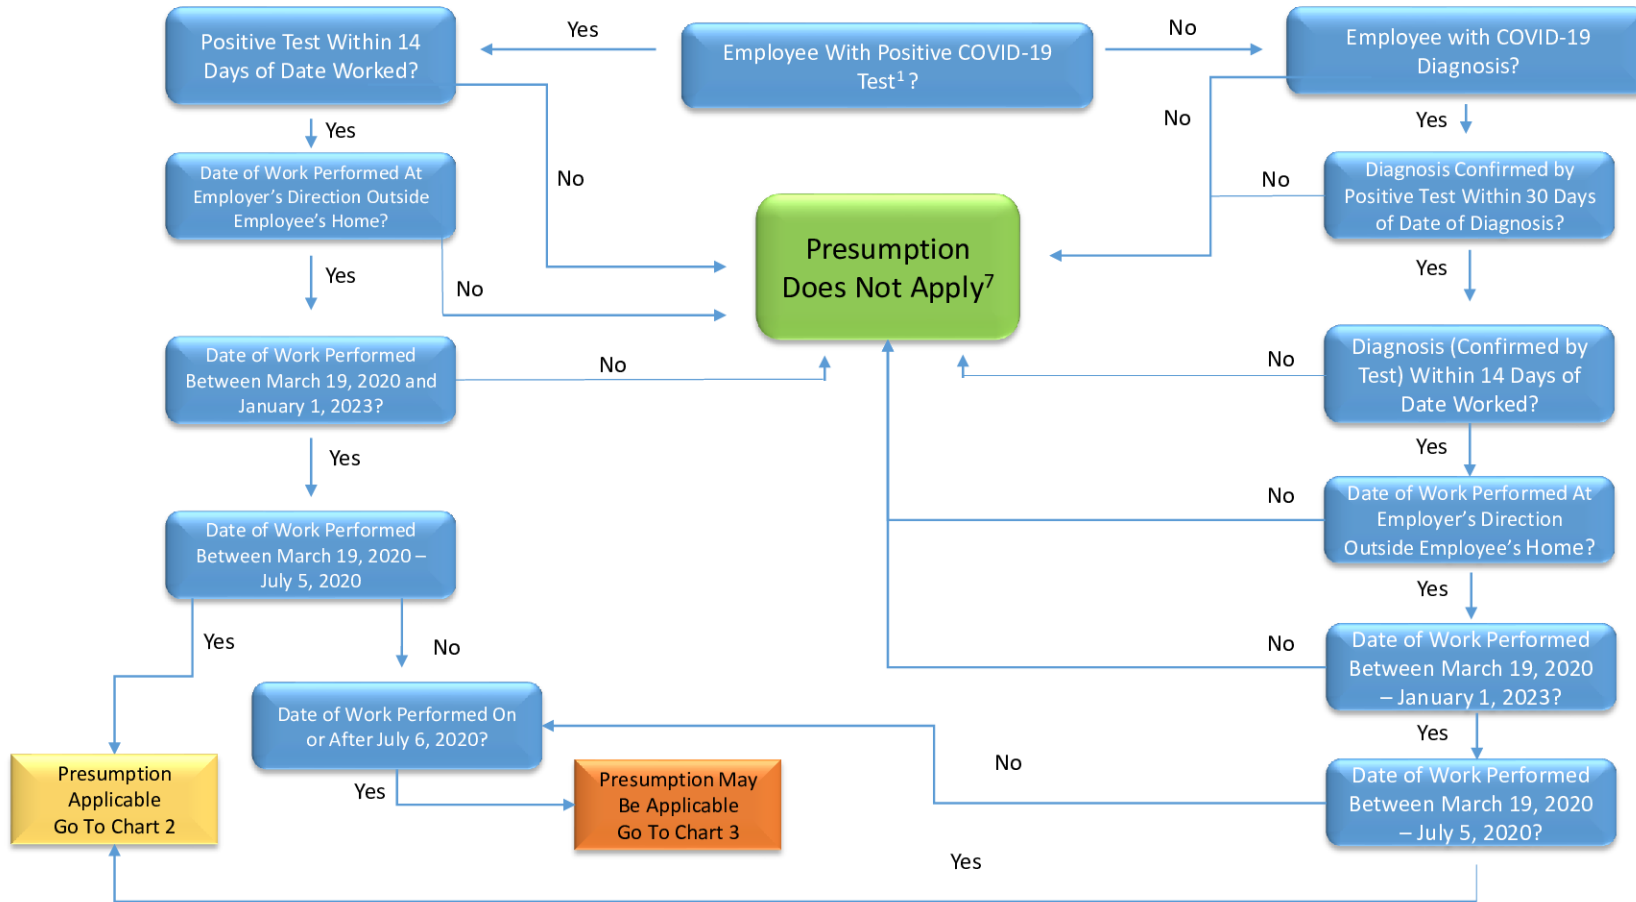 Positive Test Within 14
Days of Date Worked?
Yes
Employee With Positive COVID-19
Test¹ ?
No
Employee with COVID-19
Diagnosis?
Yes
No
No
Yes
Date of Work Performed At
Employer's Direction Outside
Employee's Home?
Diagnosis Confirmed by
Positive Test Within 30 Days
of Date of Diagnosis?
No
Yes
No
Presumption
Does Not Apply⁷
Yes
Date of Work Performed
Between March 19, 2020 and
January 1, 2023?
No
No
Diagnosis (Confirmed by
Test) Within 14 Days of
Date Worked?
Yes
Yes
Date of Work Performed
Between March 19, 2020 –
July 5, 2020
No
Date of Work Performed At
Employer's Direction
Outside Employee's Home?
Yes
Yes
No
No
Date of Work Performed
Between March 19, 2020
– January 1, 2023?
Date of Work Performed On
or After July 6, 2020?
Yes
Presumption
Applicable
Go To Chart 2
Yes
Presumption May
Be Applicable
Go To Chart 3
No
Date of Work Performed
Between March 19, 2020
– July 5, 2020?
Yes